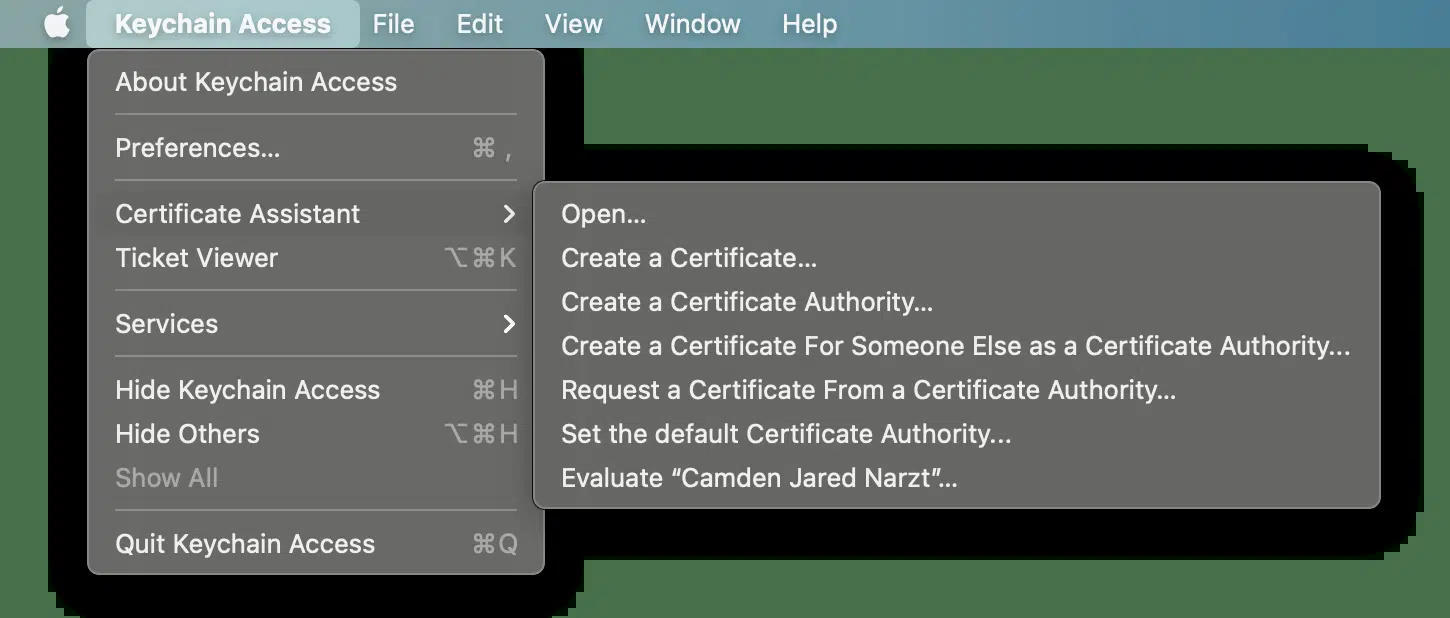 Keychain Access File Edit View Window Help
About Keychain Access
Preferences... ⌘ ,
Certificate Assistant
Ticket Viewer ⌥⌘K
Services
Hide Keychain Access ⌘H
Hide Others ⌥⌘H
Show All
Quit Keychain Access ⌘Q
Open...
Create a Certificate...
Create a Certificate Authority...
Create a Certificate For Someone Else as a Certificate Authority...
Request a Certificate From a Certificate Authority...
Set the default Certificate Authority...
Evaluate “Camden Jared Narzt”...